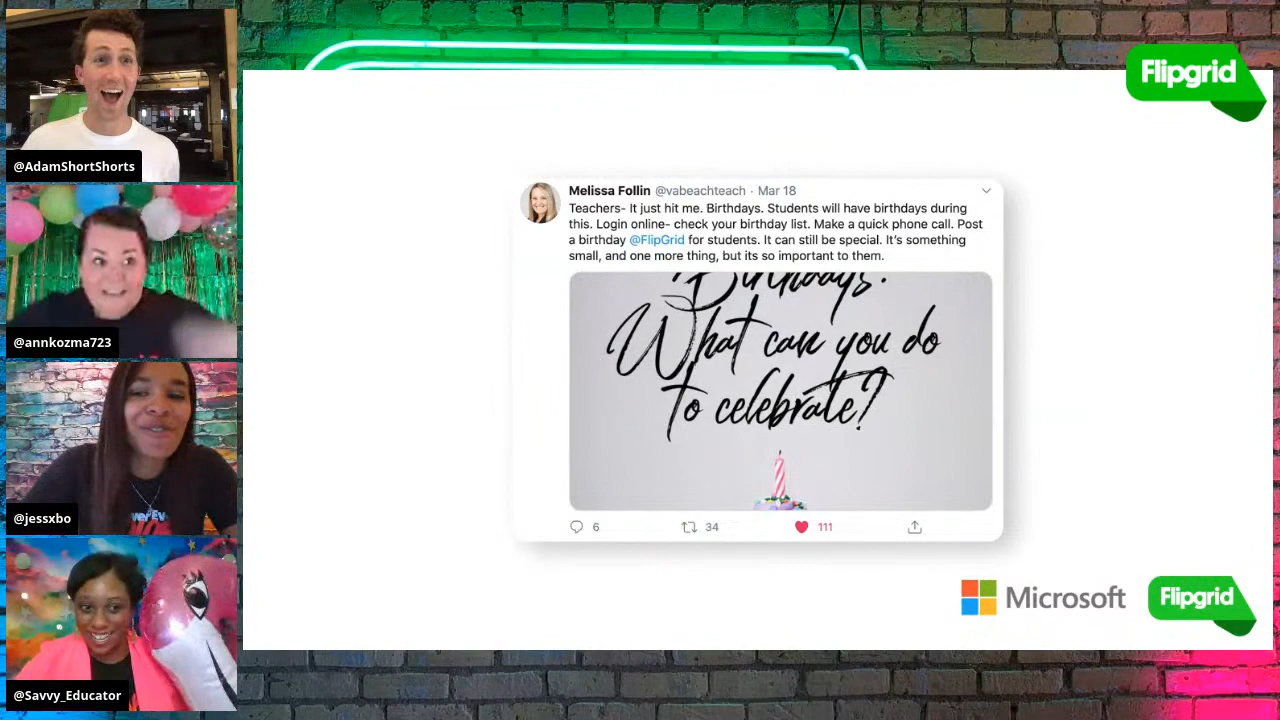 @AdamShortShorts
@annkozma723
@jessxbo
@Savvy_Educator
Flipgrid
Melissa Follin @vabeachteach · Mar 18
Teachers- It just hit me. Birthdays. Students will have birthdays during
this. Login online- check your birthday list. Make a quick phone call. Post
a birthday @FlipGrid for students. It can still be special. It's something
small, and one more thing, but its so important to them.
Birthdays.
What can you do
to celebrate?
6 34 111
Microsoft Flipgrid